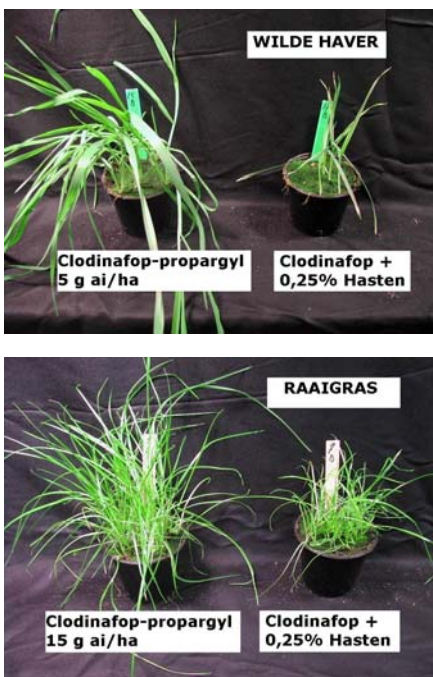 WILDE HAVER
Clodinafop-propargyl
5 g ai/ha
Clodinafop +
0,25% Hasten
RAAIGRAS
Clodinafop-propargyl
15 g ai/ha
Clodinafop +
0,25% Hasten